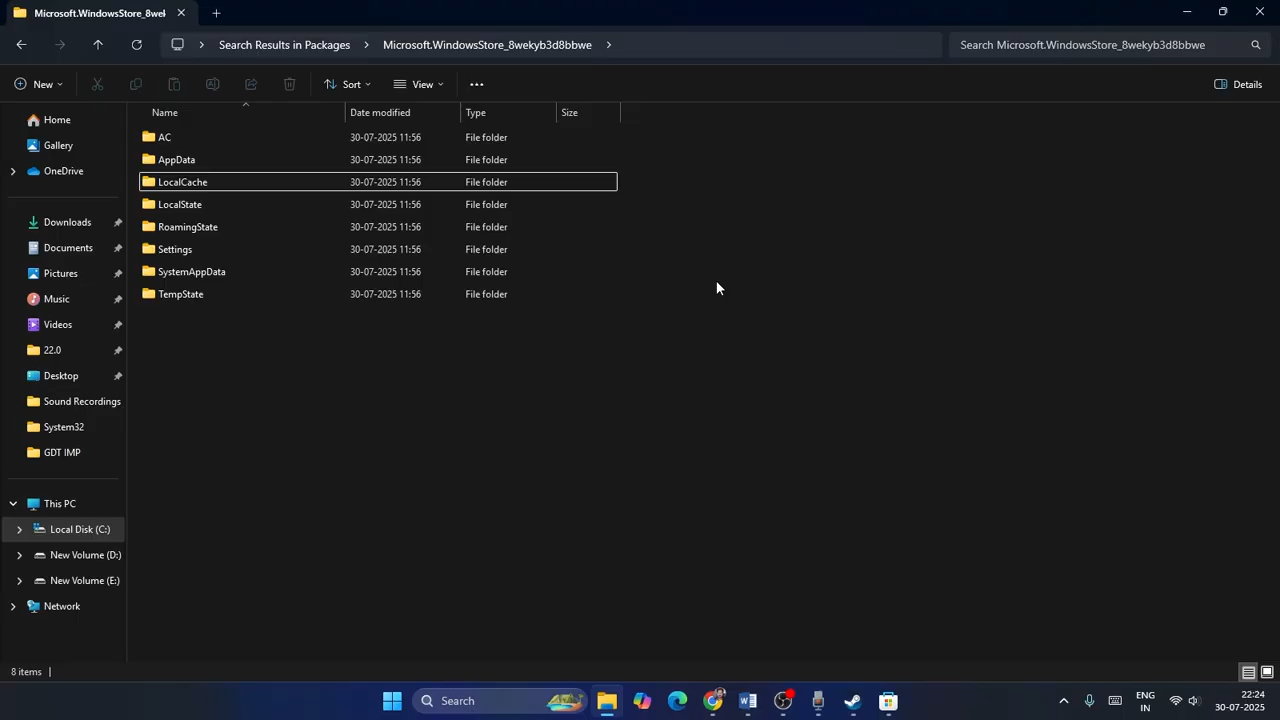 Microsoft.WindowsStore_8wel
Search Results in Packages Microsoft.WindowsStore_8wekyb3d8bbwe Search Microsoft.WindowsStore_8wekyb3d8bbwe
New Sort View Details
Name Date modified Type Size
Home
Gallery
OneDrive
Downloads
Documents
Pictures
Music
Videos
22.0
Desktop
Sound Recordings
System32
GDT IMP
This PC
Local Disk (C:)
New Volume (D:)
New Volume (E:)
Network
AC 30-07-2025 11:56 File folder
AppData 30-07-2025 11:56 File folder
LocalCache 30-07-2025 11:56 File folder
LocalState 30-07-2025 11:56 File folder
RoamingState 30-07-2025 11:56 File folder
Settings 30-07-2025 11:56 File folder
SystemAppData 30-07-2025 11:56 File folder
TempState 30-07-2025 11:56 File folder
8 items
Search
ENG
IN
22:24
30-07-2025